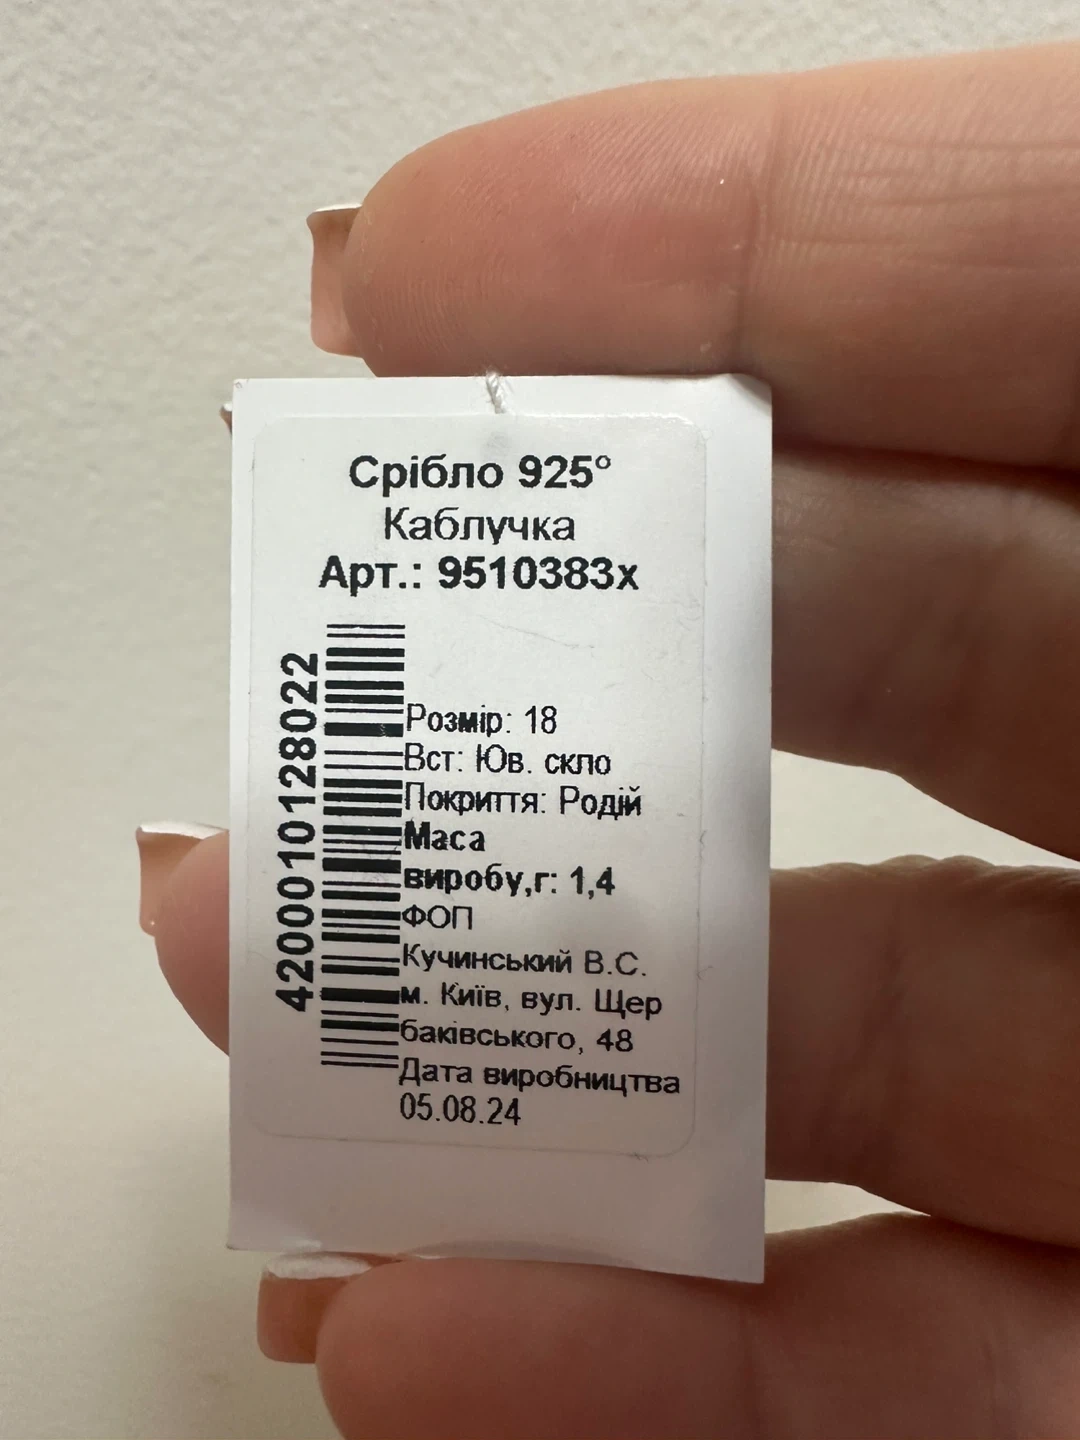 Срібло 925°
Каблучка
Арт.: 9510383х
4200010128022
Розмір: 18
Вст: Юв. скло
Покриття: Родій
Маса
виробу,г: 1,4
ФОП
Кучинський В.С.
м. Київ, вул. Щер
баківського, 48
Дата виробництва
05.08.24